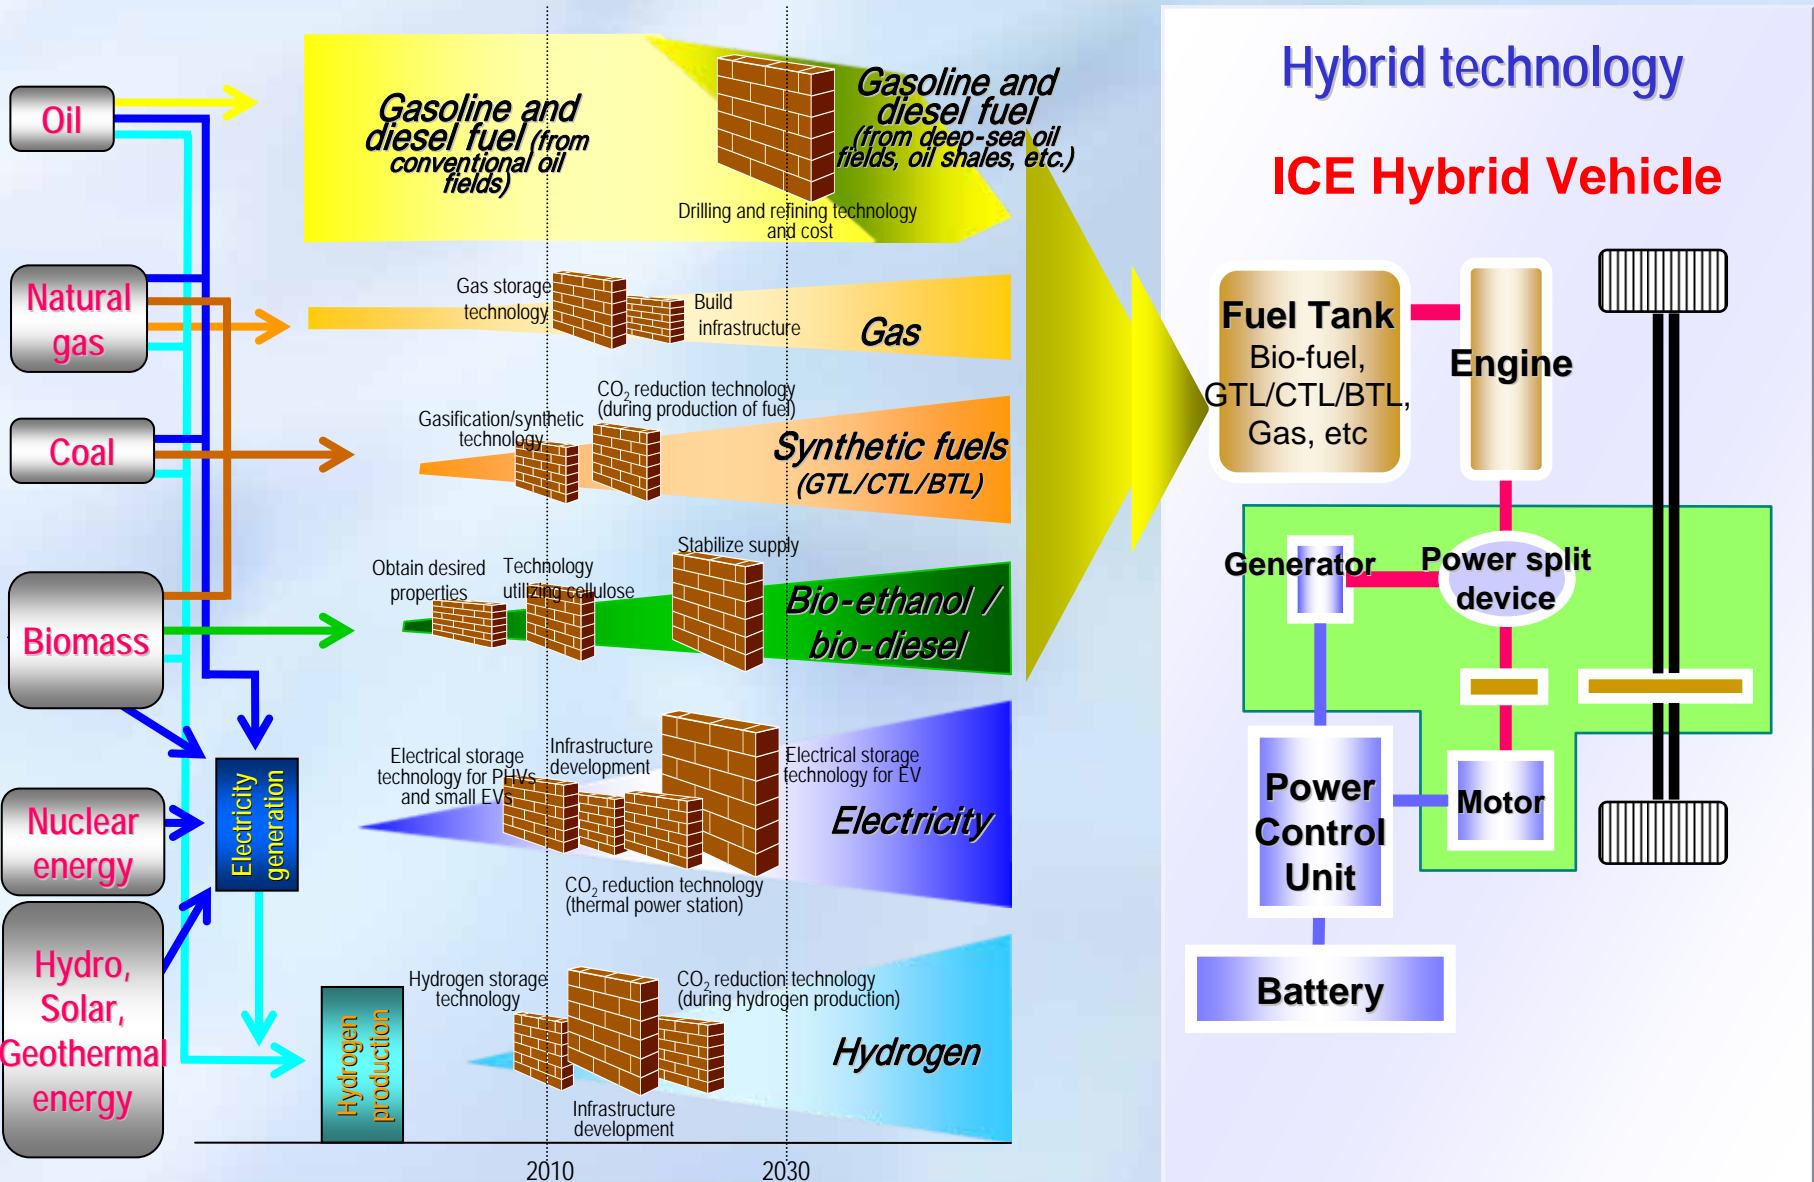 Oil
Natural
gas
Coal
Biomass
Nuclear
energy
Hydro,
Solar,
Geothermal
energy
Electricity
generation
Hydrogen
production
Gasoline and
diesel fuel (from
conventional oil
fields)
Gasoline and
diesel fuel
(from deep-sea oil
fields, oil shales, etc.)
Drilling and refining technology
and cost
Gas storage
technology
Build
infrastructure
Gas
Gasification/synthetic
technology
CO2 reduction technology
(during production of fuel)
Synthetic fuels
(GTL/CTL/BTL)
Obtain desired
properties
Technology
utilizing cellulose
Stabilize supply
Bio-ethanol /
bio-diesel
Electrical storage
technology for PHVs
and small EVs
Infrastructure
development
Electrical storage
technology for EV
CO2 reduction technology
(thermal power station)
Electricity
Hydrogen storage
technology
CO2 reduction technology
(during hydrogen production)
Infrastructure
development
Hydrogen
2010
2030
Hybrid technology
ICE Hybrid Vehicle
Fuel Tank
Bio-fuel,
GTL/CTL/BTL,
Gas, etc
Engine
Generator
Power split
device
Power
Control
Unit
Motor
Battery